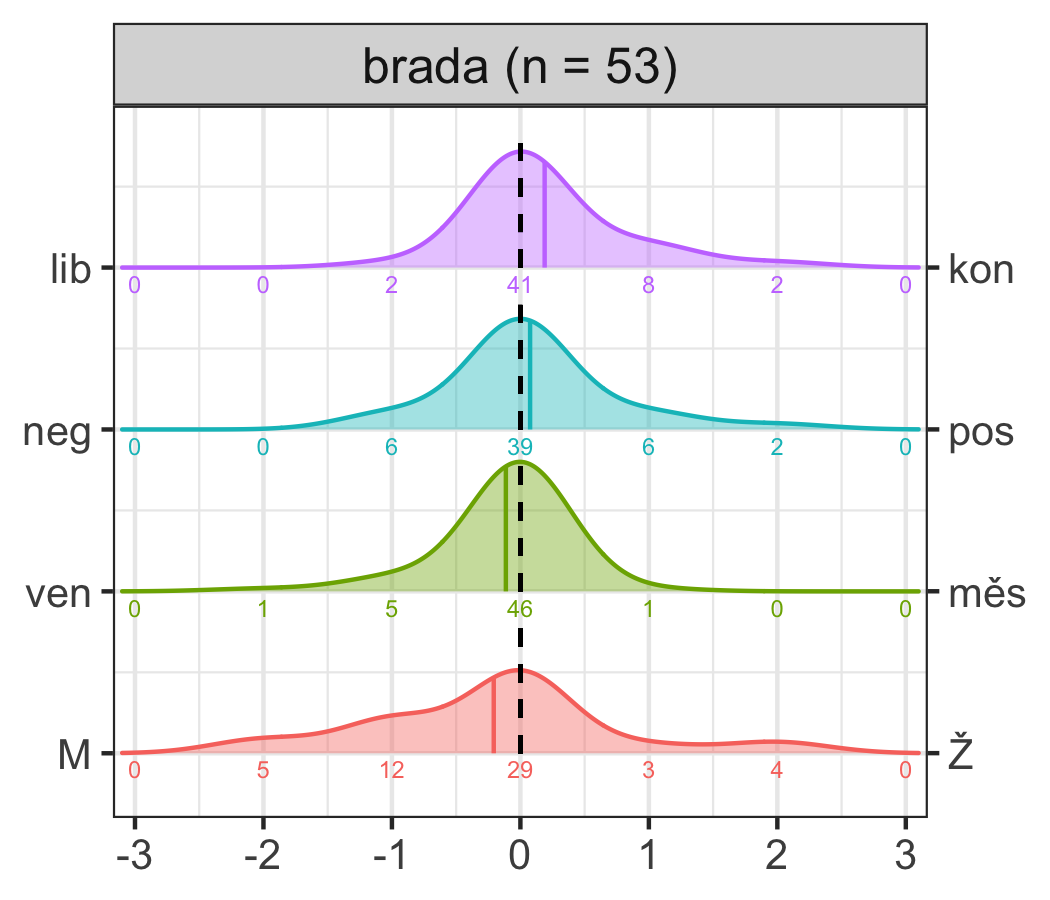 brada (n = 53)
lib kon
0 0 2 41 8 2 0
neg pos
0 0 6 39 6 2 0
ven měs
0 1 5 46 1 0 0
M Ž
0 5 12 29 3 4 0
-3 -2 -1 0 1 2 3